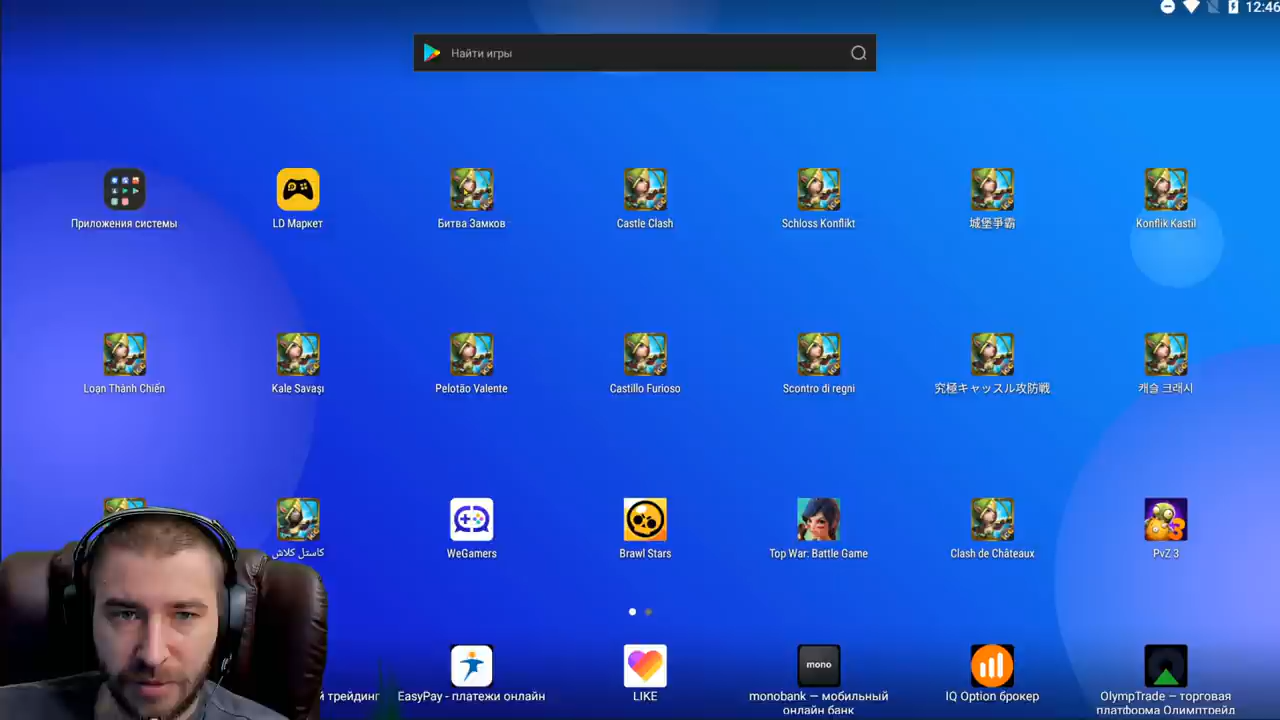 12:46
Найти игры
Приложения системы
LD Маркет
Битва Замков
Castle Clash
Schloss Konflikt
城堡爭霸
Konflik Kastil
Loạn Thành Chiến
Kale Savaşı
Pelotão Valente
Castillo Furioso
Scontro di regni
究極キャッスル攻防戦
캐슬 크래시
كاستل كلاش
WeGamers
Brawl Stars
Top War: Battle Game
Clash de Châteaux
PvZ 3
mono
й трейдинг
EasyPay - платежи онлайн
LIKE
monobank — мобильный
онлайн банк
IQ Option брокер
OlympTrade — торговая
платформа Олимптрейд